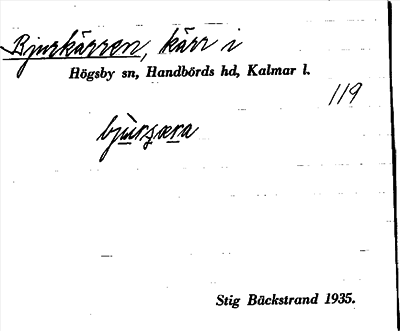 Bjurkärren, kärr i
Högsby sn, Handbörds hd, Kalmar l.
119
Stig Bäckstrand 1935.